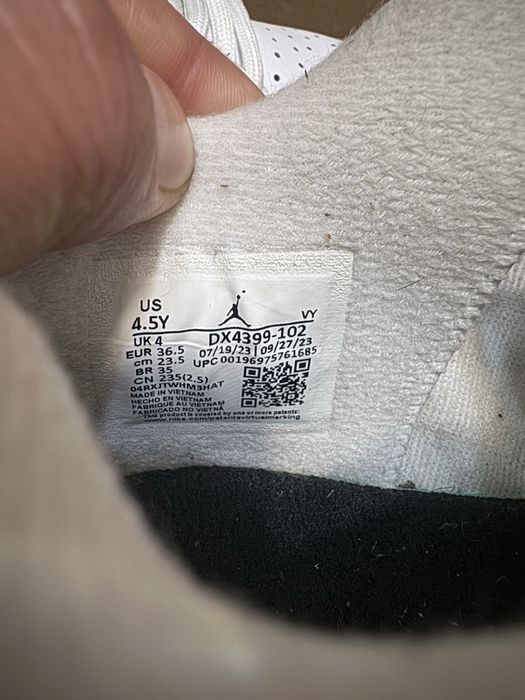 US
4.5Y
VY
UK 4
DX4399-102
EUR 36.5
07/19/23 | 09/27/23
cm 23.5
UPC 00196975761685
BR 35
CN 235(2.5)
04RXJTWHM3HAT
MADE IN VIETNAM
HECHO EN VIETNAM
FABRIQUE AU VIETNAM
FABRICADO NO VIETNÃ
This product is covered by one or more patents:
www.nike.com/patentsvirtualmarking